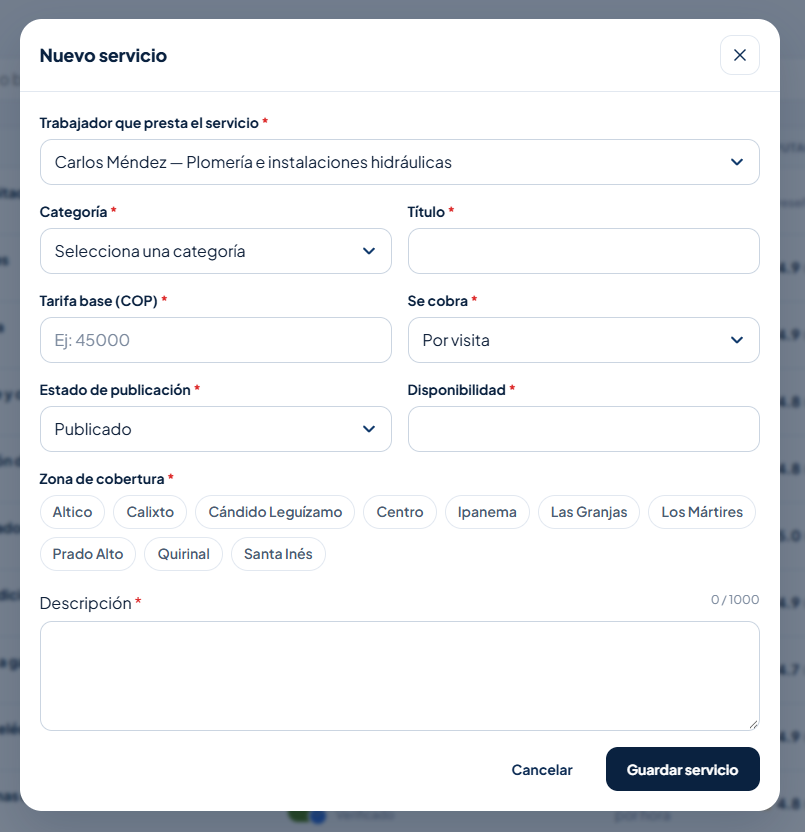 Nuevo servicio
Trabajador que presta el servicio *
Carlos Méndez — Plomería e instalaciones hidráulicas
Categoría * Título *
Selecciona una categoría
Tarifa base (COP) * Se cobra *
Ej: 45000 Por visita
Estado de publicación * Disponibilidad *
Publicado
Zona de cobertura *
Altico Calixto Cándido Leguízamo Centro Ipanema Las Granjas Los Mártires
Prado Alto Quirinal Santa Inés
Descripción * 0 / 1000
Cancelar Guardar servicio